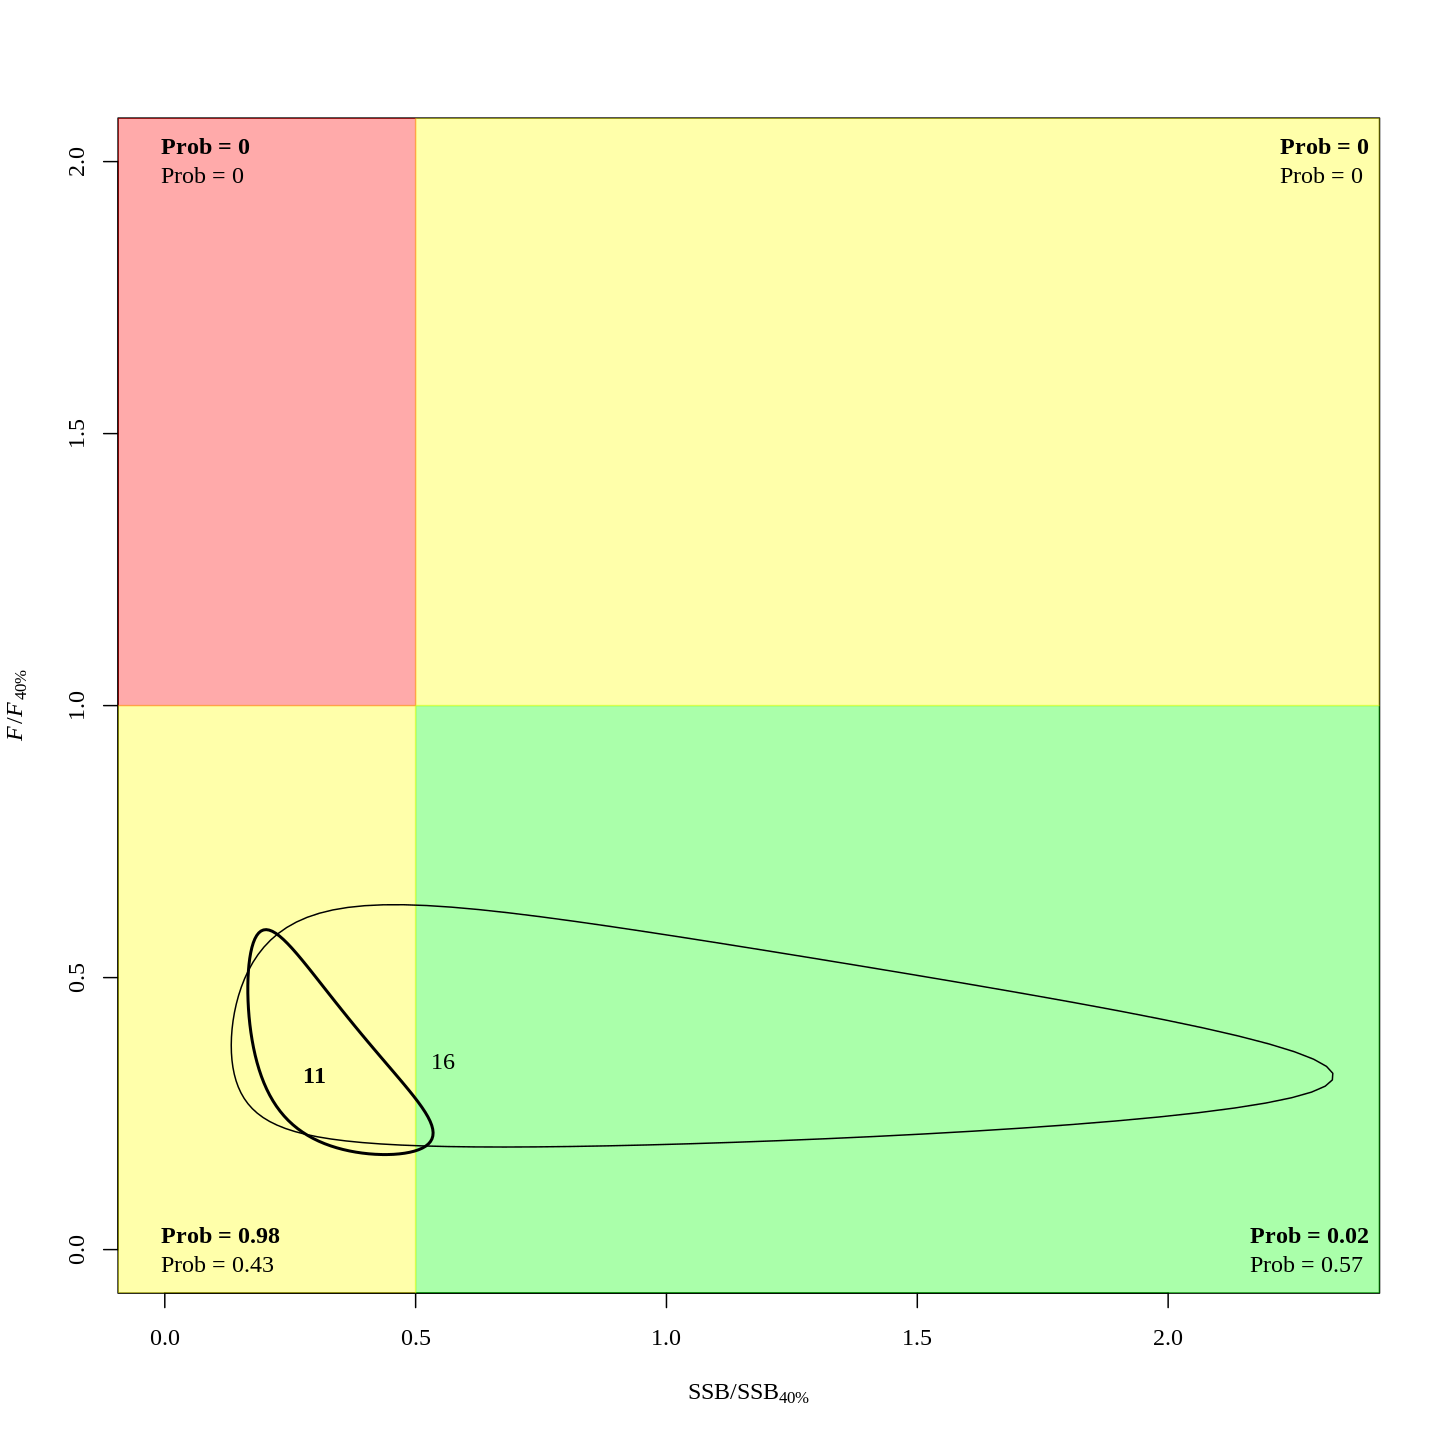 Prob = 0
Prob = 0
Prob = 0
Prob = 0
2.0
1.5
1.0
0.5
0.0
F/F40%
16
11
Prob = 0.98
Prob = 0.43
Prob = 0.02
Prob = 0.57
0.0 0.5 1.0 1.5 2.0
SSB/SSB40%